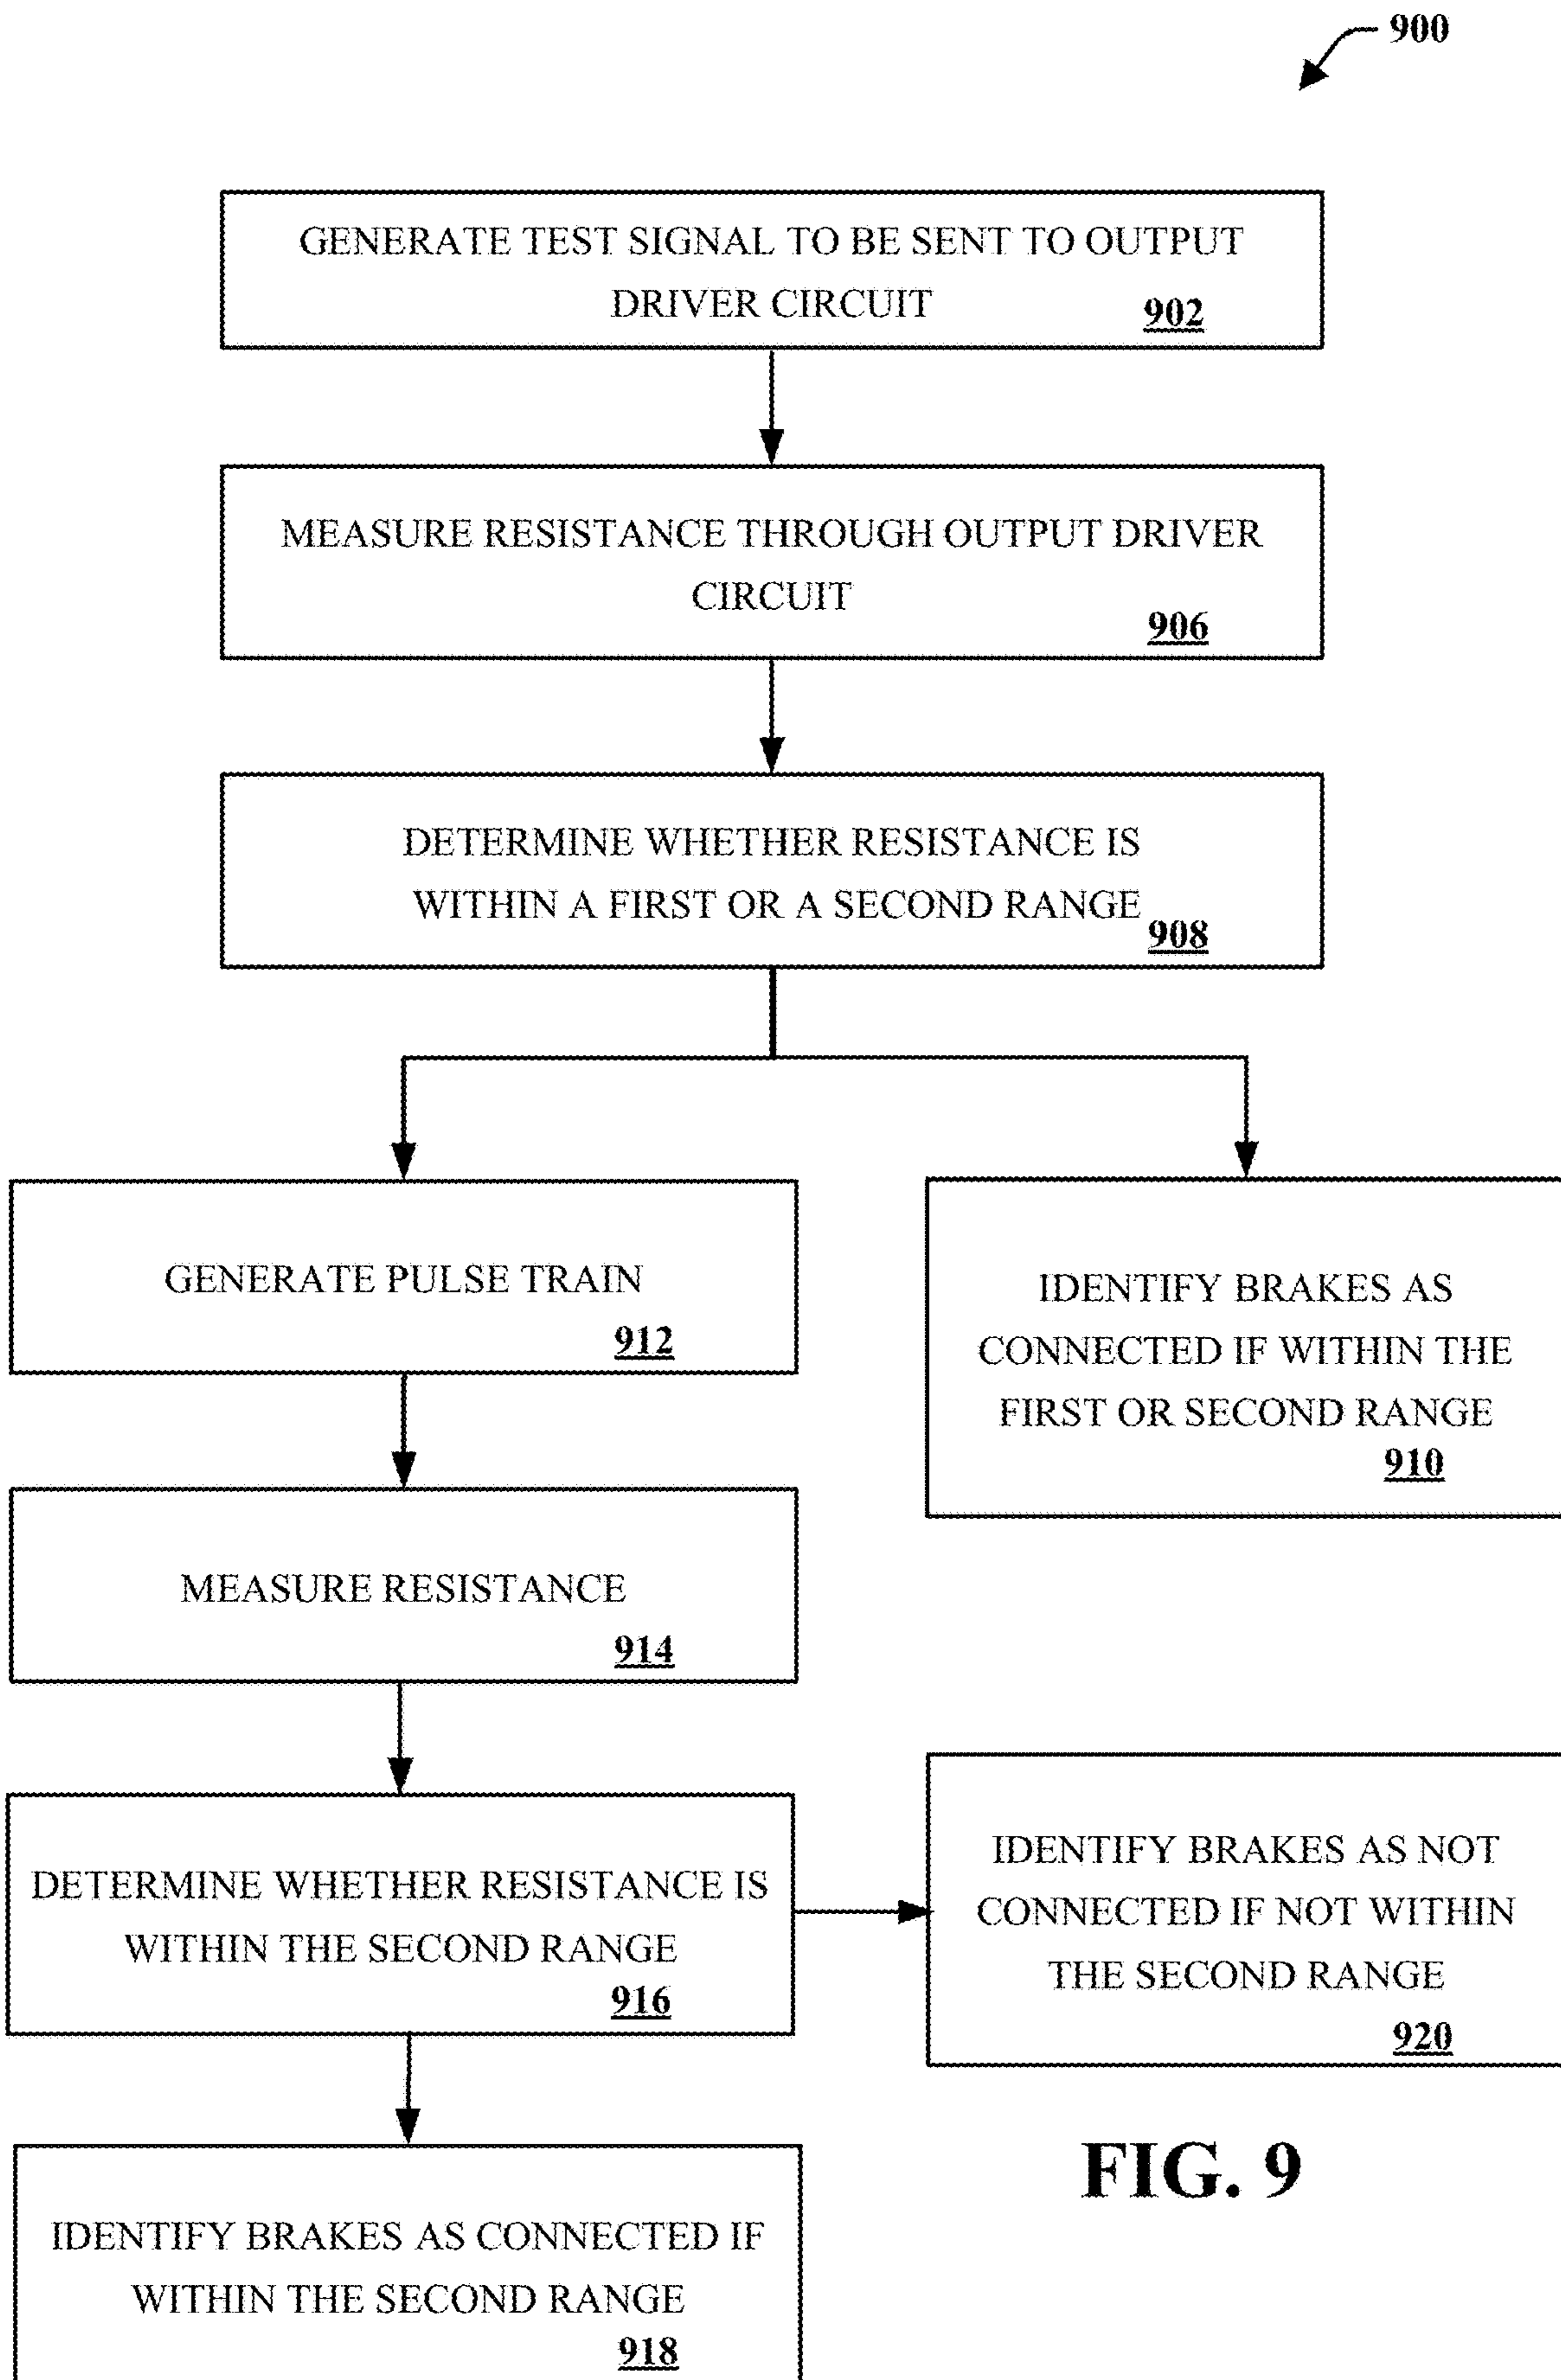 900
GENERATE TEST SIGNAL TO BE SENT TO OUTPUT
DRIVER CIRCUIT
902
MEASURE RESISTANCE THROUGH OUTPUT DRIVER
CIRCUIT
906
DETERMINE WHETHER RESISTANCE IS
WITHIN A FIRST OR A SECOND RANGE
908
GENERATE PULSE TRAIN
912
IDENTIFY BRAKES AS
CONNECTED IF WITHIN THE
FIRST OR SECOND RANGE
910
MEASURE RESISTANCE
914
DETERMINE WHETHER RESISTANCE IS
WITHIN THE SECOND RANGE
916
IDENTIFY BRAKES AS NOT
CONNECTED IF NOT WITHIN
THE SECOND RANGE
920
IDENTIFY BRAKES AS CONNECTED IF
WITHIN THE SECOND RANGE
918
FIG. 9